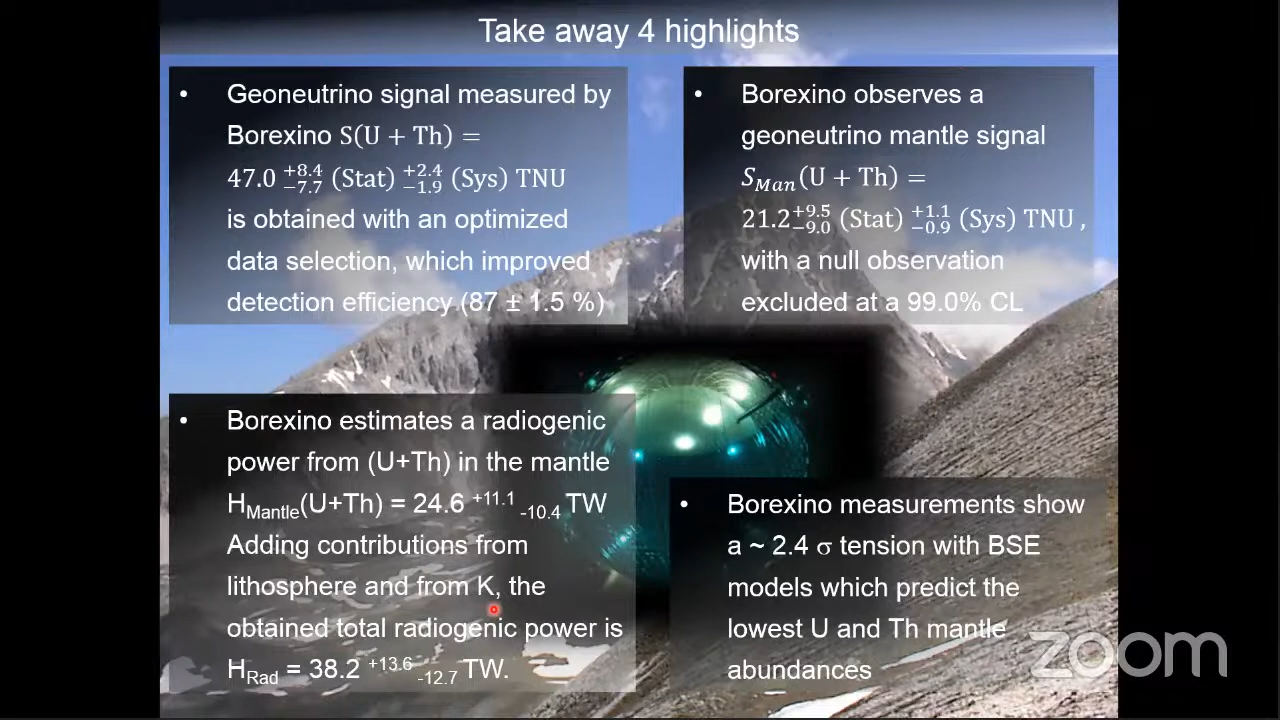 Take away 4 highlights
• Geoneutrino signal measured by
Borexino S(U + Th) =
47.0 +8.4 −7.7 (Stat) +2.4 −1.9 (Sys) TNU
is obtained with an optimized
data selection, which improved
detection efficiency (87 ± 1.5 %)
• Borexino observes a
geoneutrino mantle signal
S_Man(U + Th) =
21.2 +9.5 −9.0 (Stat) +1.1 −0.9 (Sys) TNU ,
with a null observation
excluded at a 99.0% CL
• Borexino estimates a radiogenic
power from (U+Th) in the mantle
H_Mantle(U+Th) = 24.6 +11.1 -10.4 TW
Adding contributions from
lithosphere and from K, the
obtained total radiogenic power is
H_Rad = 38.2 +13.6 -12.7 TW.
• Borexino measurements show
a ~ 2.4 σ tension with BSE
models which predict the
lowest U and Th mantle
abundances
zoom